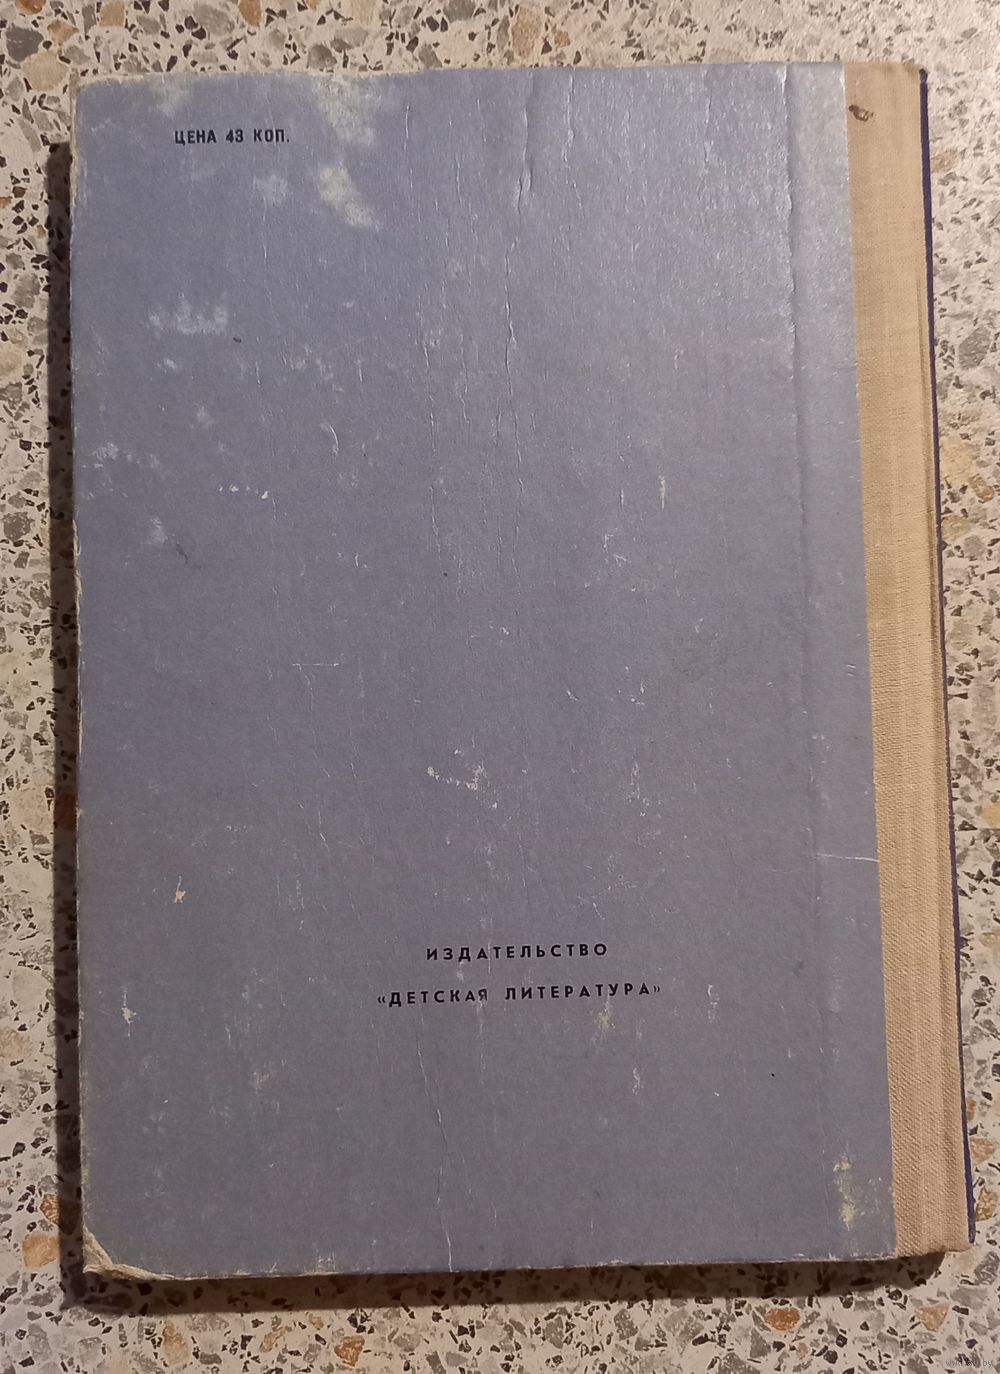 ЦЕНА 43 КОП.
ИЗДАТЕЛЬСТВО
«ДЕТСКАЯ ЛИТЕРАТУРА»